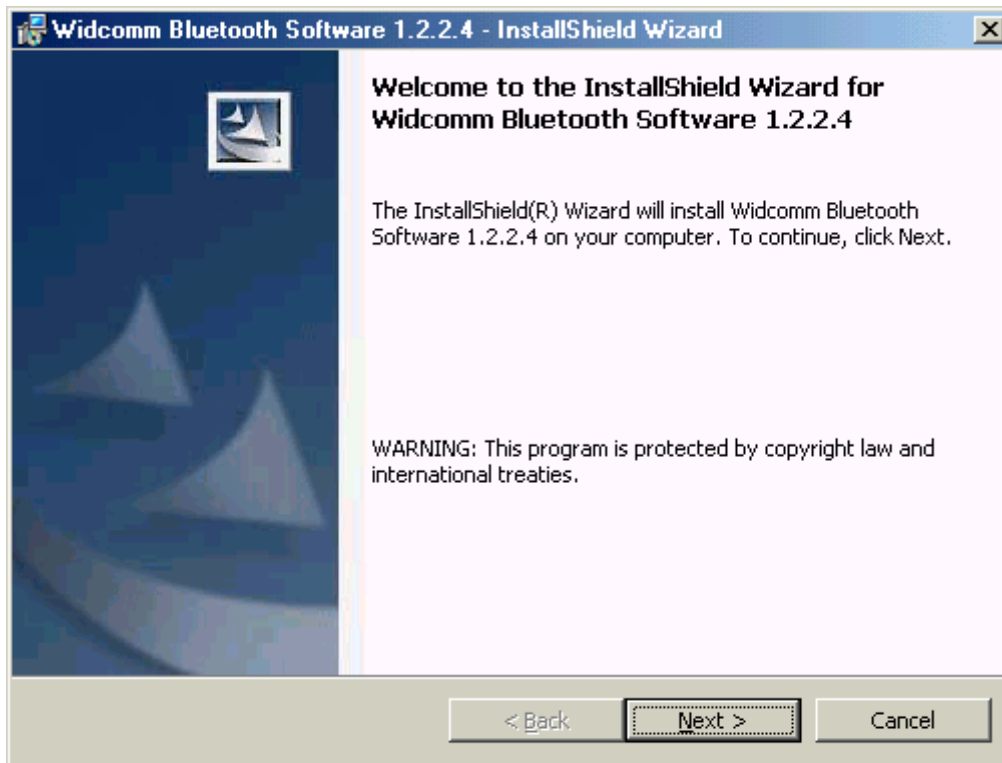 Widcomm Bluetooth Software 1.2.2.4 - InstallShield Wizard
Welcome to the InstallShield Wizard for
Widcomm Bluetooth Software 1.2.2.4
The InstallShield(R) Wizard will install Widcomm Bluetooth
Software 1.2.2.4 on your computer. To continue, click Next.
WARNING: This program is protected by copyright law and
international treaties.
< Back
Next >
Cancel